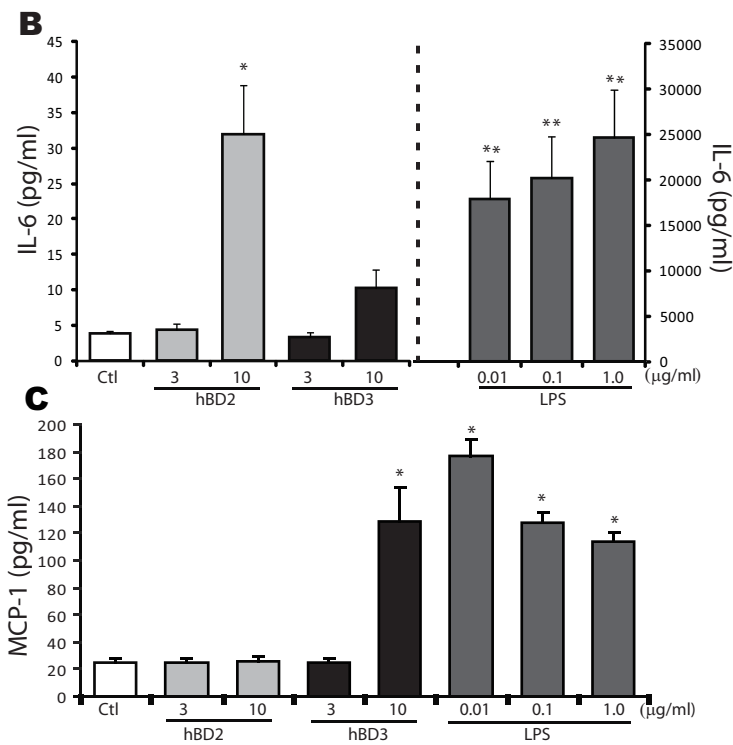 B
IL-6 (pg/ml)
45
40
35
30
25
20
15
10
5
0
*
** ** **
35000
30000
25000
20000
15000
10000
5000
0
IL-6 (pg/ml)
Ctl 3 10 3 10 0.01 0.1 1.0 (μg/ml)
hBD2 hBD3 LPS
C
MCP-1 (pg/ml)
200
180
160
140
120
100
80
60
40
20
0
* * * *
Ctl 3 10 3 10 0.01 0.1 1.0 (μg/ml)
hBD2 hBD3 LPS